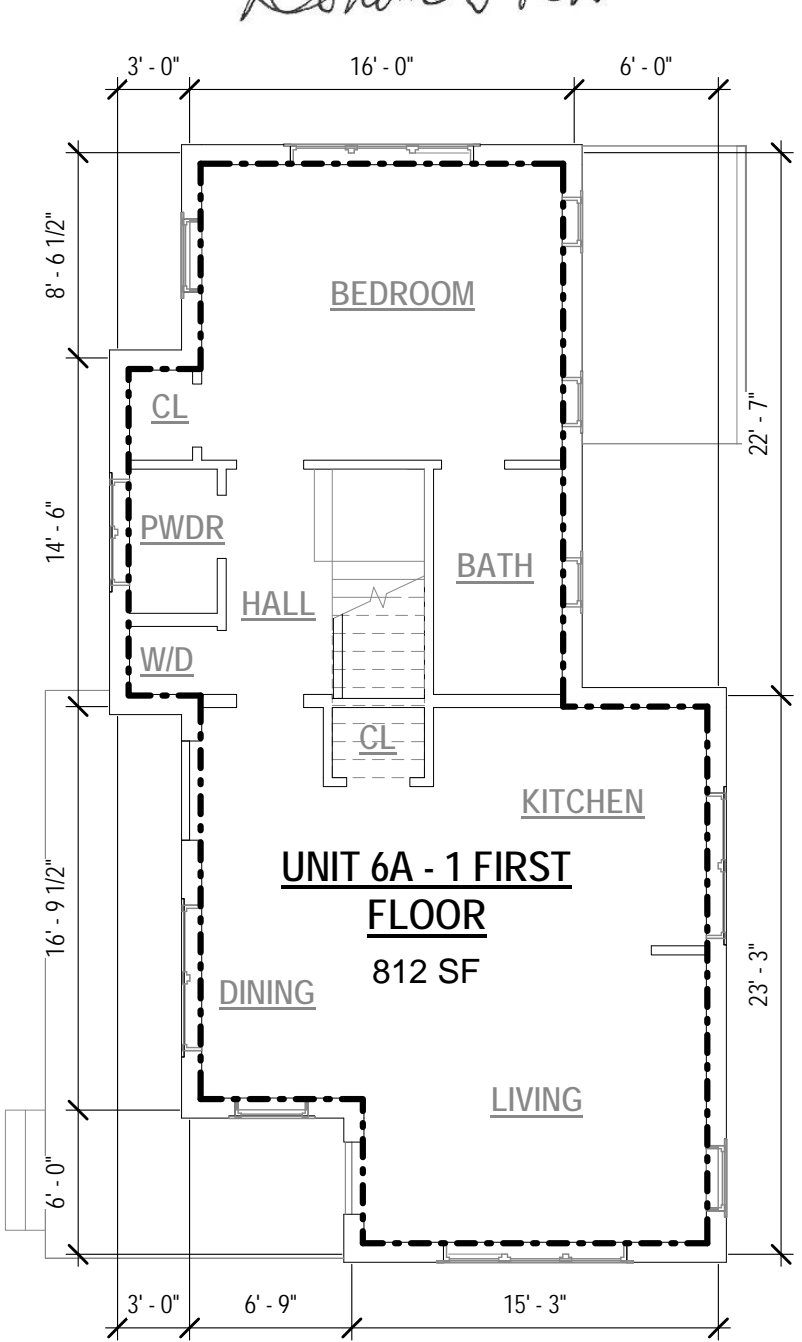 3' - 0" 16' - 0" 6' - 0"
8' - 6 1/2"
BEDROOM
CL
22' - 7"
14' - 6"
PWDR
BATH
HALL
W/D
CL
KITCHEN
UNIT 6A - 1 FIRST
FLOOR
812 SF
16' - 9 1/2"
DINING
23' - 3"
LIVING
6' - 0"
3' - 0" 6' - 9" 15' - 3"